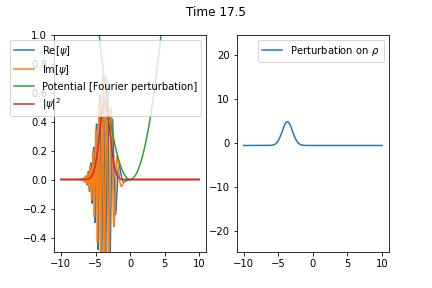 Time 17.5
Re[ψ]
Im[ψ]
Potential [Fourier perturbation]
|ψ|²
1.0
0.8
0.6
0.4
0.2
0.0
−0.2
−0.4
−10 −5 0 5 10
Perturbation on ρ
20
10
0
−10
−20
−10 −5 0 5 10